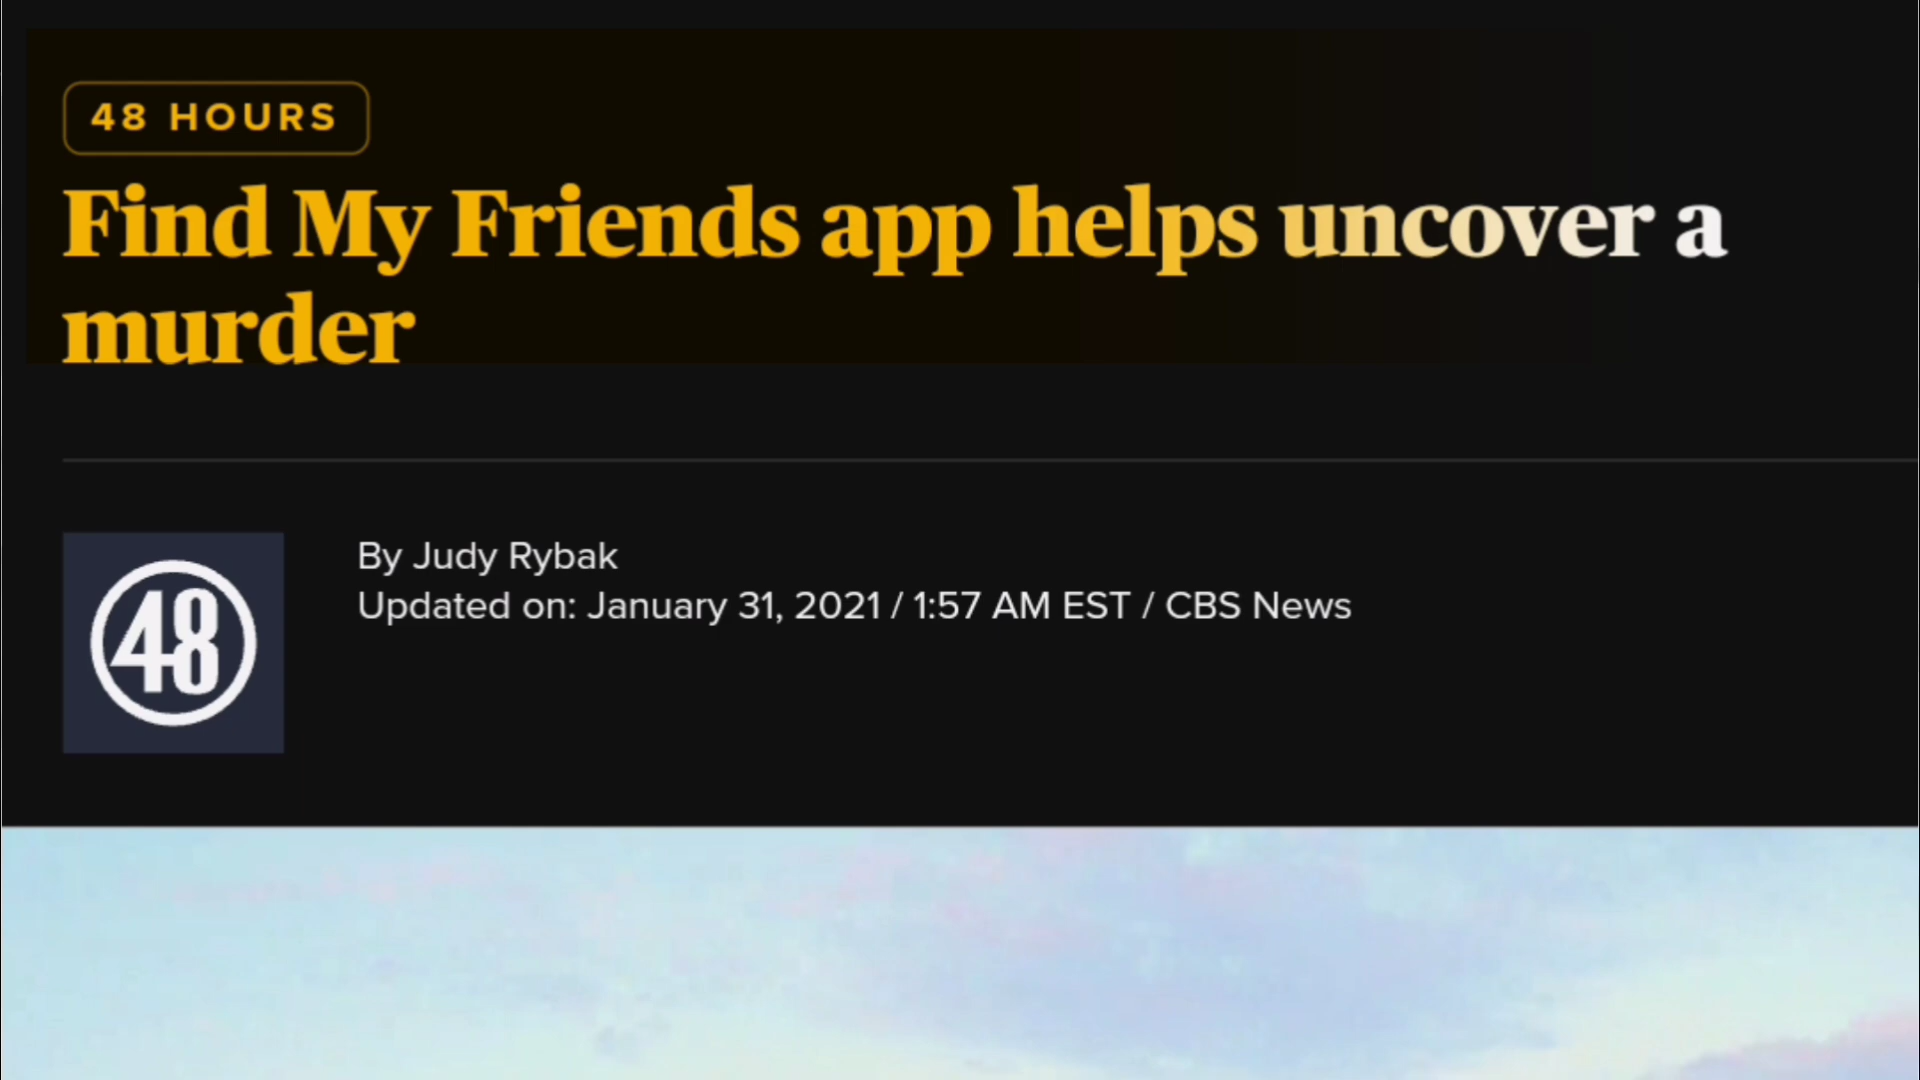 48 HOURS
Find My Friends app helps uncover a
murder
48
By Judy Rybak
Updated on: January 31, 2021 / 1:57 AM EST / CBS News